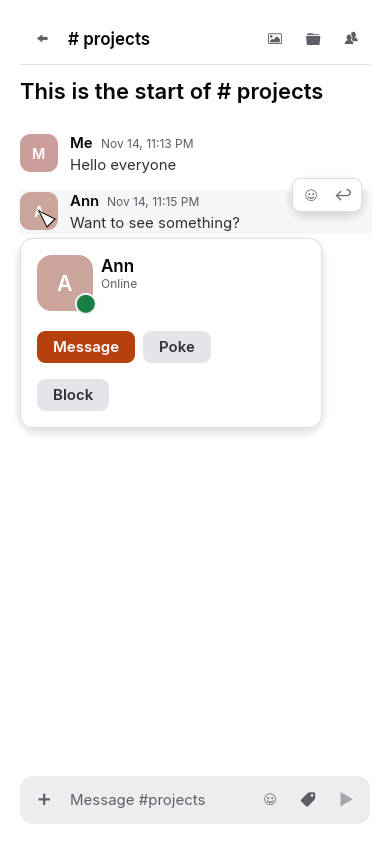 # projects
This is the start of # projects
M
Me Nov 14, 11:13 PM
Hello everyone
Ann Nov 14, 11:15 PM
Want to see something?
A
Ann
Online
Message
Poke
Block
Message #projects